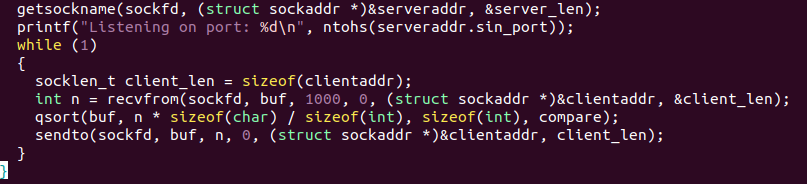 getsockname(sockfd, (struct sockaddr *)&serveraddr, &server_len);
printf("Listening on port: %d\n", ntohs(serveraddr.sin_port));
while (1)
{
socklen_t client_len = sizeof(clientaddr);
int n = recvfrom(sockfd, buf, 1000, 0, (struct sockaddr *)&clientaddr, &client_len);
qsort(buf, n * sizeof(char) / sizeof(int), sizeof(int), compare);
sendto(sockfd, buf, n, 0, (struct sockaddr *)&clientaddr, client_len);
}
}